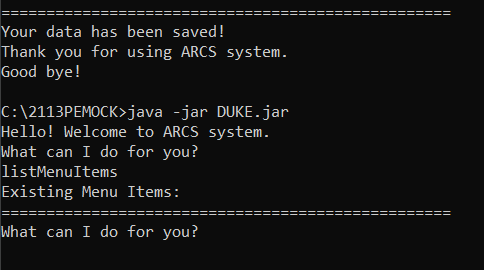 ==================================================
Your data has been saved!
Thank you for using ARCS system.
Good bye!
C:\2113PEMOCK>java -jar DUKE.jar
Hello! Welcome to ARCS system.
What can I do for you?
listMenuItems
Existing Menu Items:
==================================================
What can I do for you?